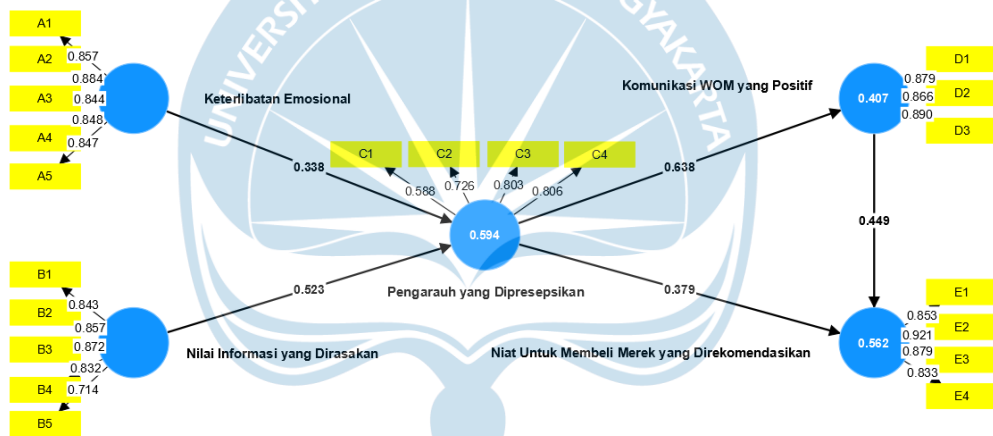 A1
A2
A3
A4
A5
0.857
0.884
0.844
0.848
0.847
Keterlibatan Emosional
0.338
B1
B2
B3
B4
B5
0.843
0.857
0.872
0.832
0.714
Nilai Informasi yang Dirasakan
0.523
C1
C2
C3
C4
0.588
0.726
0.803
0.806
0.594
Pengarauh yang Dipresepsikan
0.638
0.379
Komunikasi WOM yang Positif
0.407
0.879
0.866
0.890
D1
D2
D3
0.449
Niat Untuk Membeli Merek yang Direkomendasikan
0.562
0.853
0.921
0.879
0.833
E1
E2
E3
E4